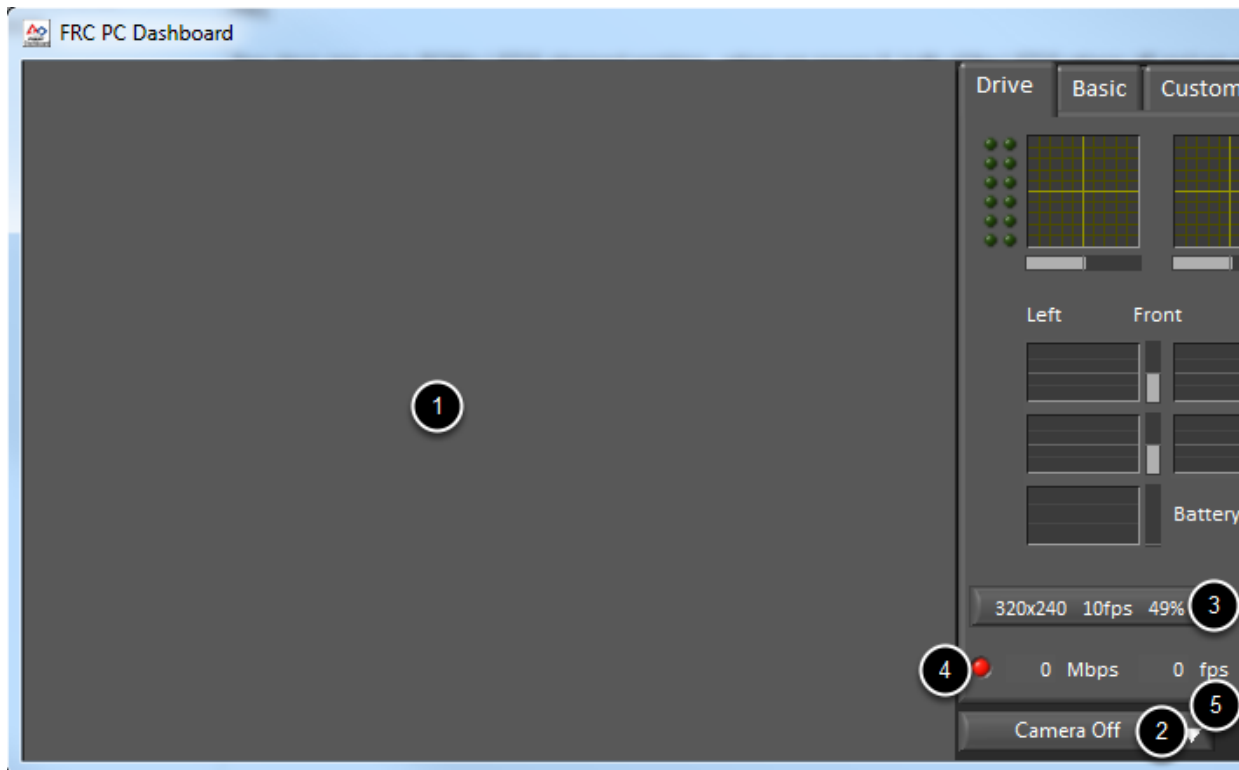 FRC PC Dashboard
Drive Basic Custom
Left Front
1
Battery
320x240 10fps 49% 3
4 0 Mbps 0 fps
5
Camera Off 2